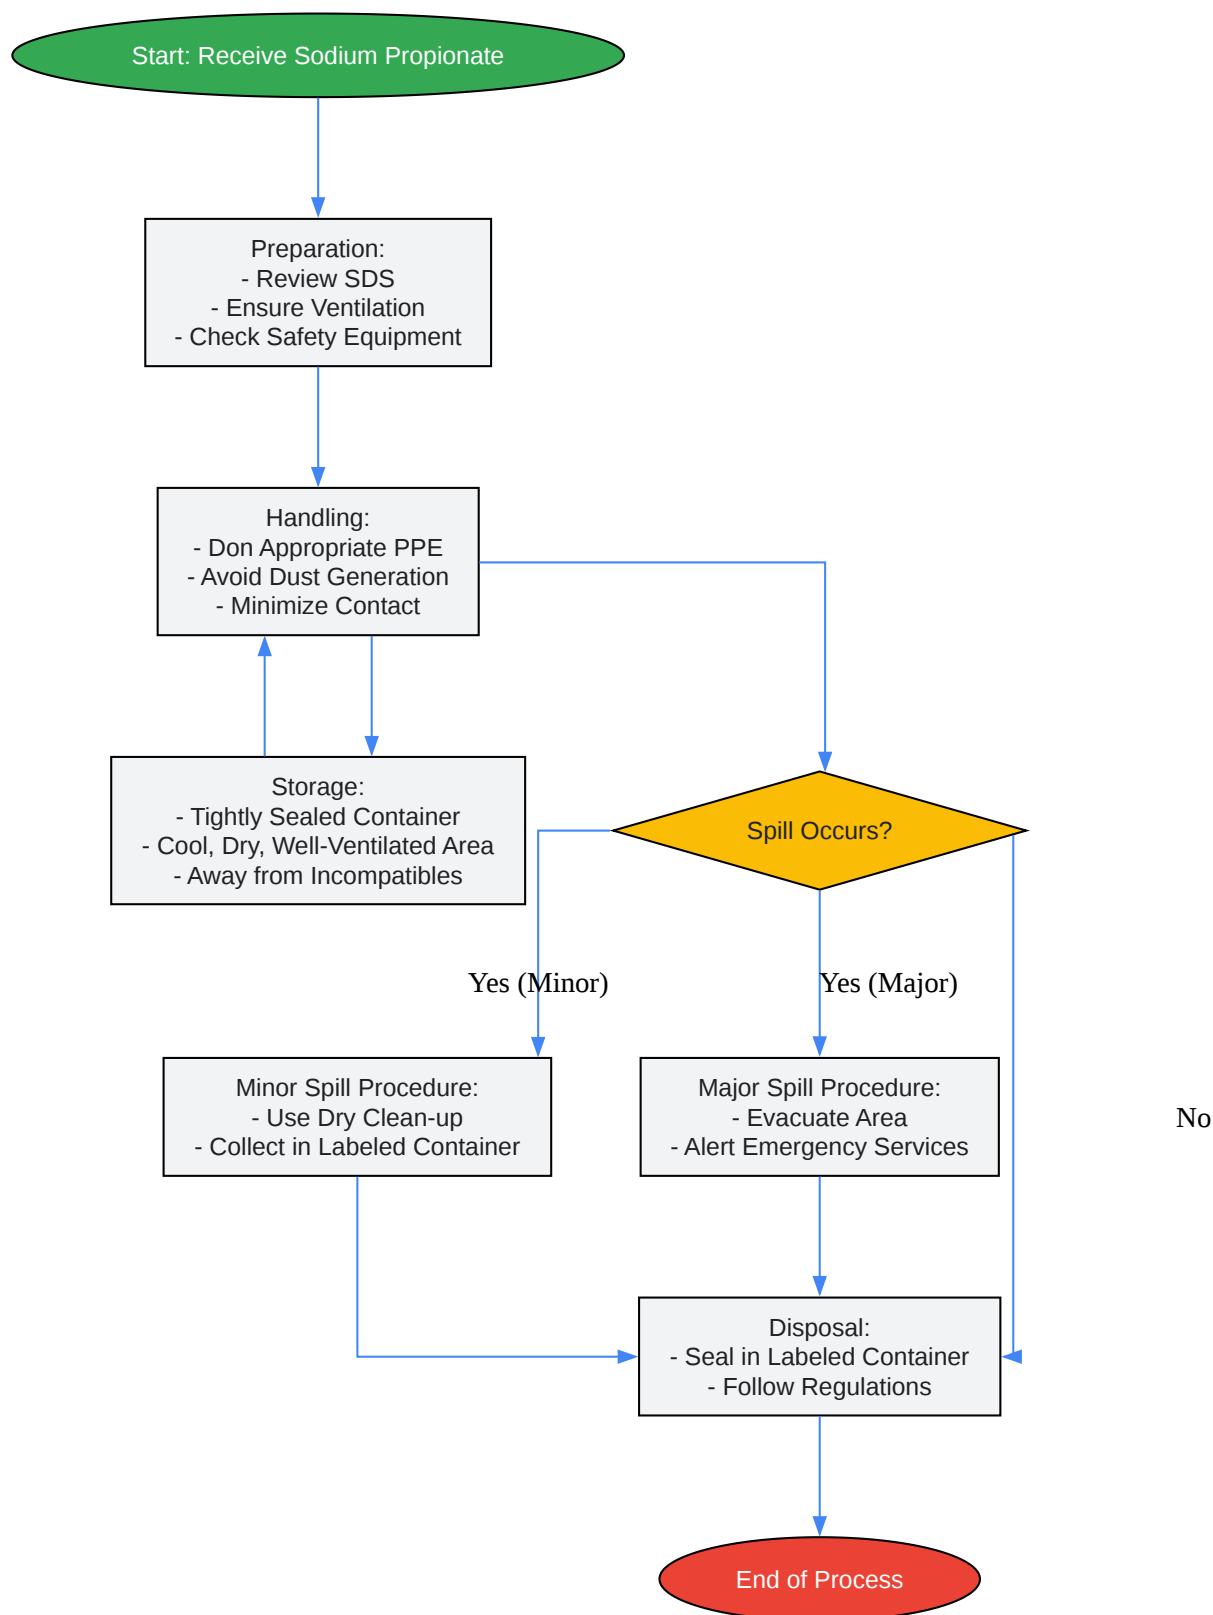 Start: Receive Sodium Propionate
Preparation:
- Review SDS
- Ensure Ventilation
- Check Safety Equipment
Handling:
- Don Appropriate PPE
- Avoid Dust Generation
- Minimize Contact
Storage:
- Tightly Sealed Container
- Cool, Dry, Well-Ventilated Area
- Away from Incompatibles
Spill Occurs?
Yes (Minor)
Yes (Major)
No
Minor Spill Procedure:
- Use Dry Clean-up
- Collect in Labeled Container
Major Spill Procedure:
- Evacuate Area
- Alert Emergency Services
Disposal:
- Seal in Labeled Container
- Follow Regulations
End of Process